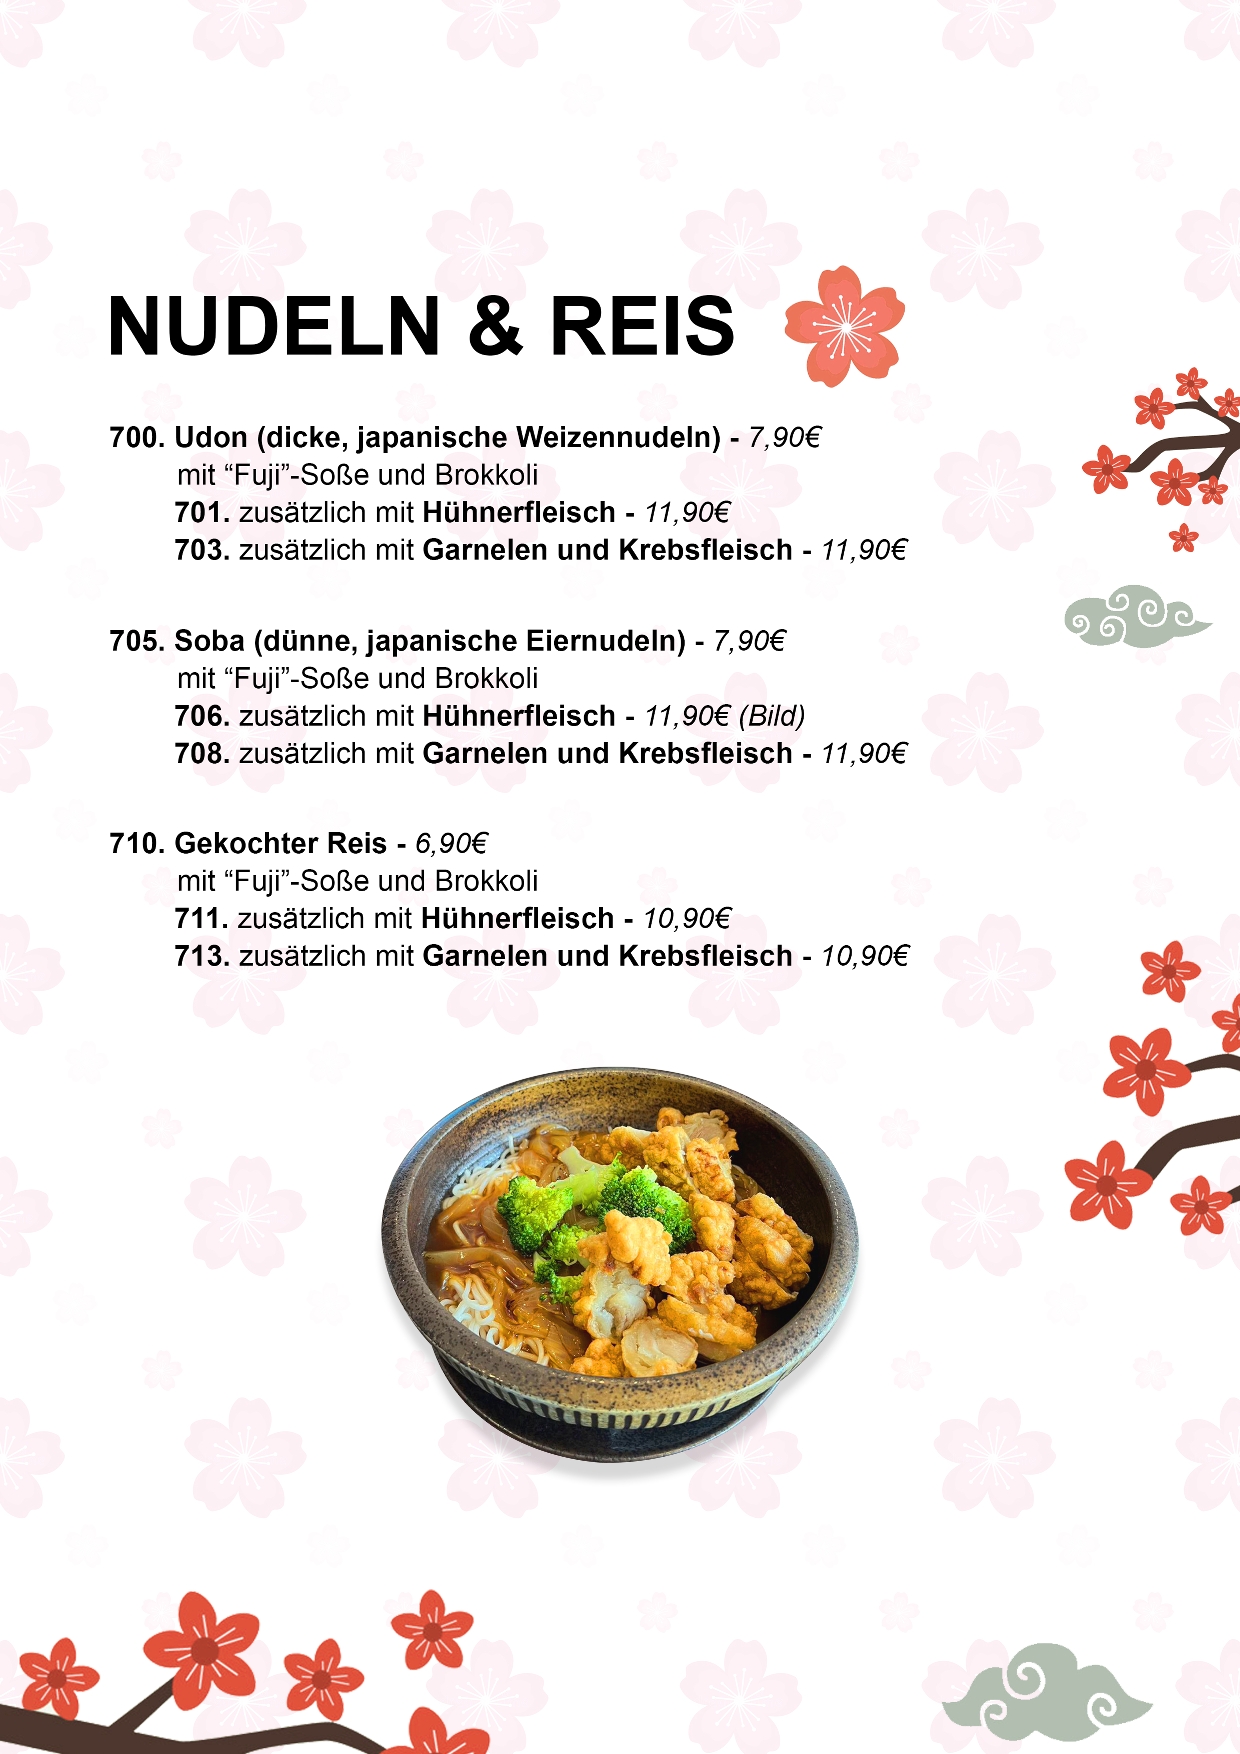 NUDELN & REIS
700. Udon (dicke, japanische Weizennudeln) - 7,90€
mit “Fuji”-Soße und Brokkoli
701. zusätzlich mit Hühnerfleisch - 11,90€
703. zusätzlich mit Garnelen und Krebsfleisch - 11,90€
705. Soba (dünne, japanische Eiernudeln) - 7,90€
mit “Fuji”-Soße und Brokkoli
706. zusätzlich mit Hühnerfleisch - 11,90€ (Bild)
708. zusätzlich mit Garnelen und Krebsfleisch - 11,90€
710. Gekochter Reis - 6,90€
mit “Fuji”-Soße und Brokkoli
711. zusätzlich mit Hühnerfleisch - 10,90€
713. zusätzlich mit Garnelen und Krebsfleisch - 10,90€